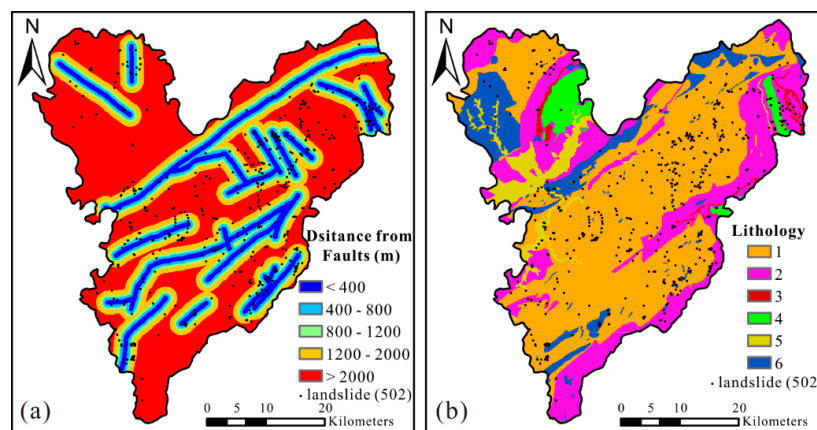 N
Dsitance from
Faults (m)
< 400
400 - 800
800 - 1200
1200 - 2000
> 2000
landslide (502)
(a)
0 5 10 20
Kilometers
N
Lithology
1
2
3
4
5
6
landslide (502)
(b)
0 5 10 20
Kilometers